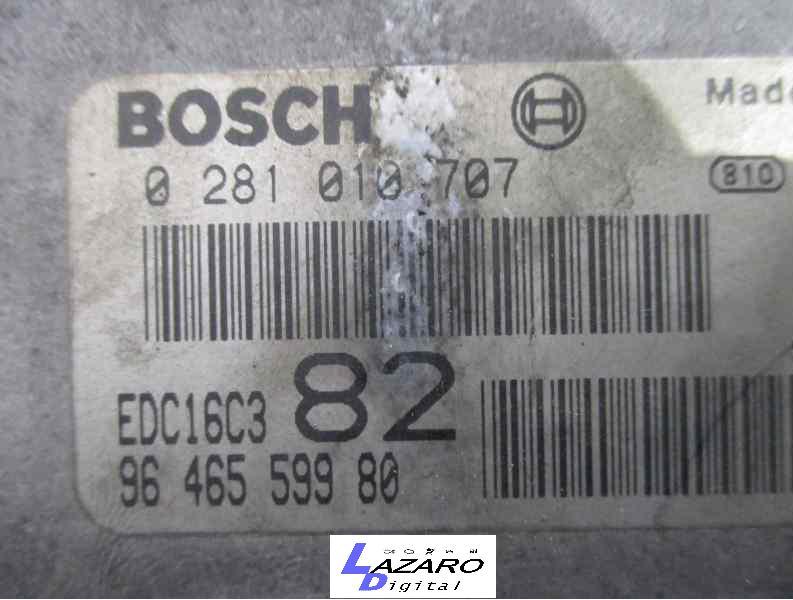 BOSCH
Made
0 281 010 707
810
EDC16C3 82
96 465 599 80
LAZARO
Digital